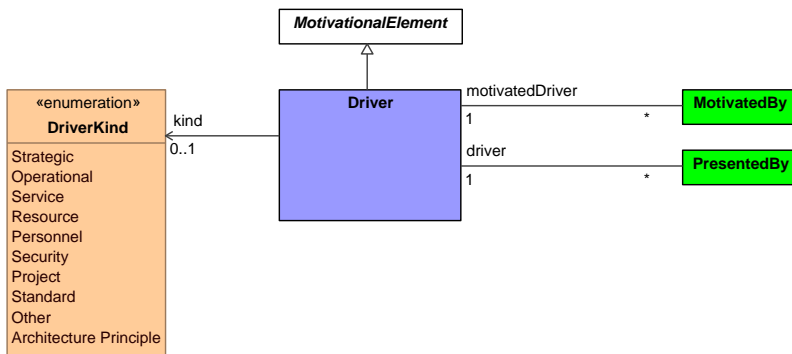 MotivationalElement
«enumeration»
DriverKind
Strategic
Operational
Service
Resource
Personnel
Security
Project
Standard
Other
Architecture Principle
kind
0..1
Driver
motivatedDriver
1
*
MotivatedBy
driver
1
*
PresentedBy